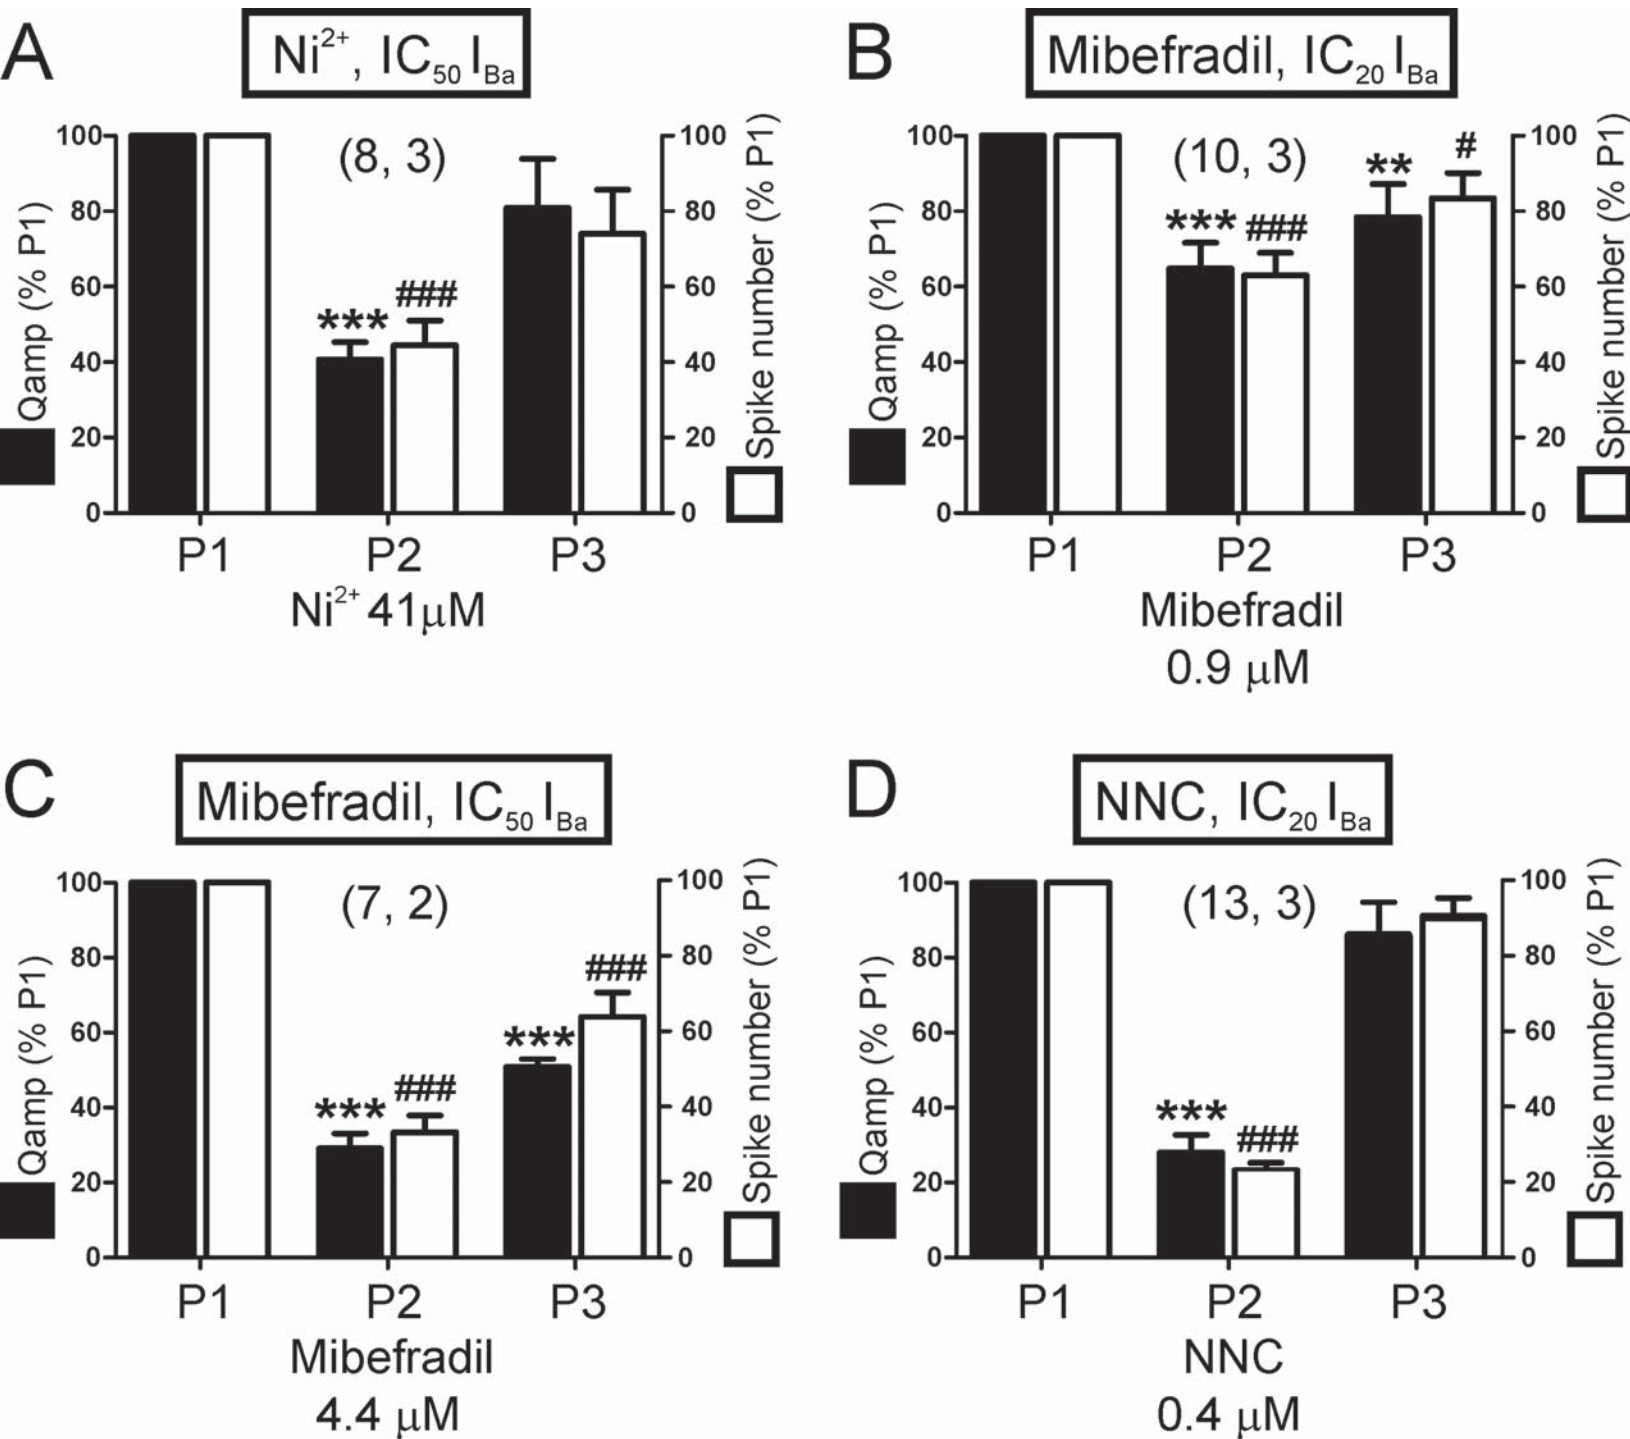 A
Ni²⁺, IC₅₀ I_Ba
(8, 3)
Qamp (% P1)
100
80
60
40
20
0
***
###
100
80
60
40
20
0
Spike number (% P1)
P1 P2 P3
Ni²⁺ 41μM
B
Mibefradil, IC₂₀ I_Ba
(10, 3)
Qamp (% P1)
100
80
60
40
20
0
*** ###
** #
100
80
60
40
20
0
Spike number (% P1)
P1 P2 P3
Mibefradil
0.9 μM
C
Mibefradil, IC₅₀ I_Ba
(7, 2)
Qamp (% P1)
100
80
60
40
20
0
*** ###
*** ###
100
80
60
40
20
0
Spike number (% P1)
P1 P2 P3
Mibefradil
4.4 μM
D
NNC, IC₂₀ I_Ba
(13, 3)
Qamp (% P1)
100
80
60
40
20
0
*** ###
100
80
60
40
20
0
Spike number (% P1)
P1 P2 P3
NNC
0.4 μM